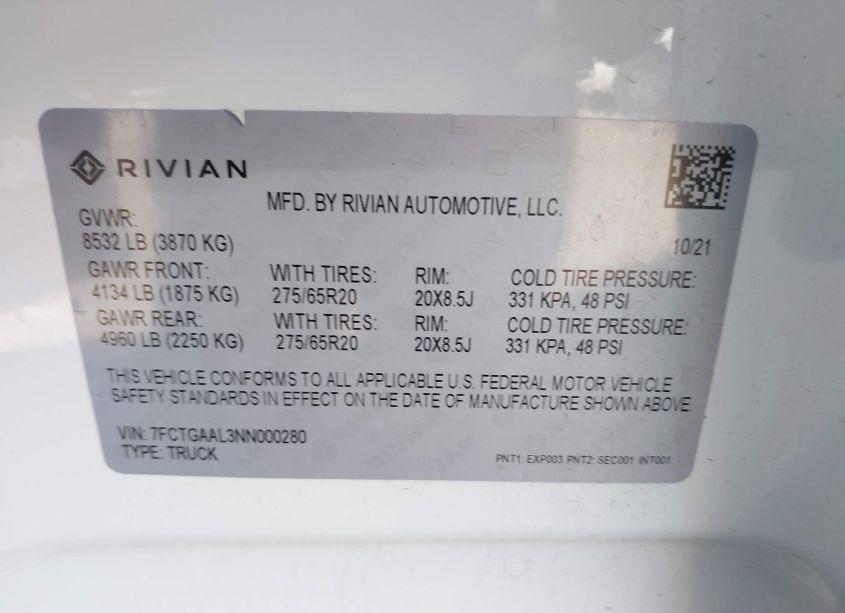 RIVIAN
MFD. BY RIVIAN AUTOMOTIVE, LLC.
GVWR:
8532 LB (3870 KG)
10/21
GAWR FRONT: WITH TIRES: RIM: COLD TIRE PRESSURE:
4134 LB (1875 KG) 275/65R20 20X8.5J 331 KPA, 48 PSI
GAWR REAR: WITH TIRES: RIM: COLD TIRE PRESSURE:
4960 LB (2250 KG) 275/65R20 20X8.5J 331 KPA, 48 PSI
THIS VEHICLE CONFORMS TO ALL APPLICABLE U.S. FEDERAL MOTOR VEHICLE
SAFETY STANDARDS IN EFFECT ON THE DATE OF MANUFACTURE SHOWN ABOVE.
VIN: 7FCTGAAL3NN000280
TYPE: TRUCK
PNT1: EXP003 PNT2: SEC001 INT001